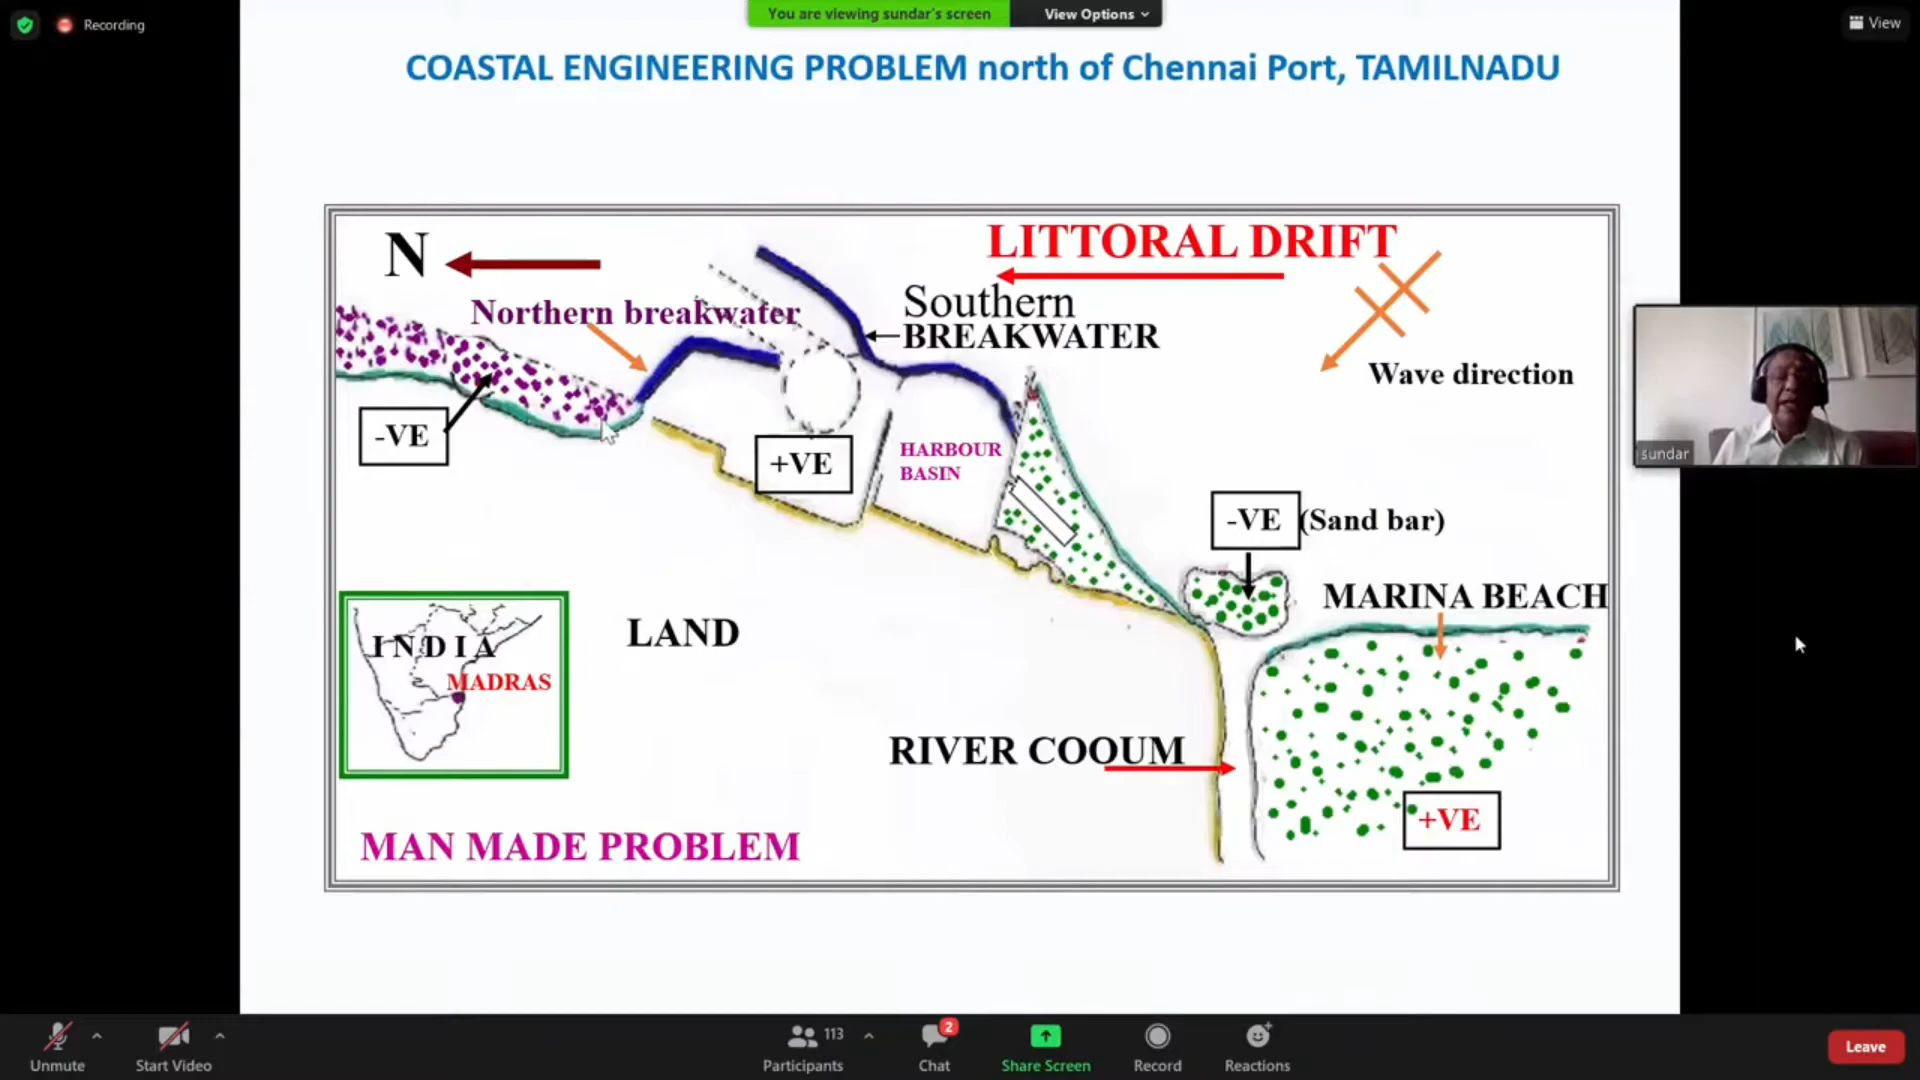 Recording
You are viewing sundar's screen
View Options
View
COASTAL ENGINEERING PROBLEM north of Chennai Port, TAMILNADU
N
LITTORAL DRIFT
Northern breakwater
Southern
BREAKWATER
Wave direction
-VE
+VE
HARBOUR
BASIN
sundar
-VE (Sand bar)
MARINA BEACH
INDIA
MADRAS
LAND
RIVER COOUM
+VE
MAN MADE PROBLEM
Unmute
Start Video
113
Participants
2
Chat
Share Screen
Record
Reactions
Leave